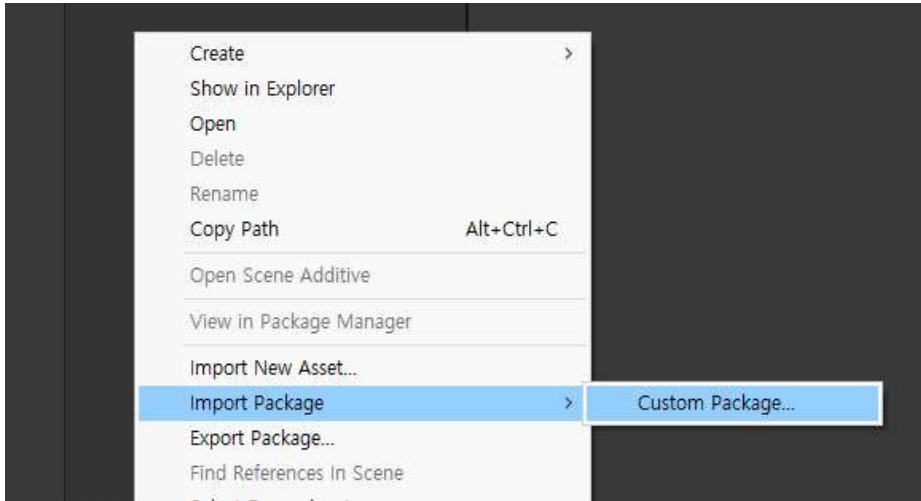 Create >
Show in Explorer
Open
Delete
Rename
Copy Path Alt+Ctrl+C
Open Scene Additive
View in Package Manager
Import New Asset...
Import Package > Custom Package...
Export Package...
Find References In Scene